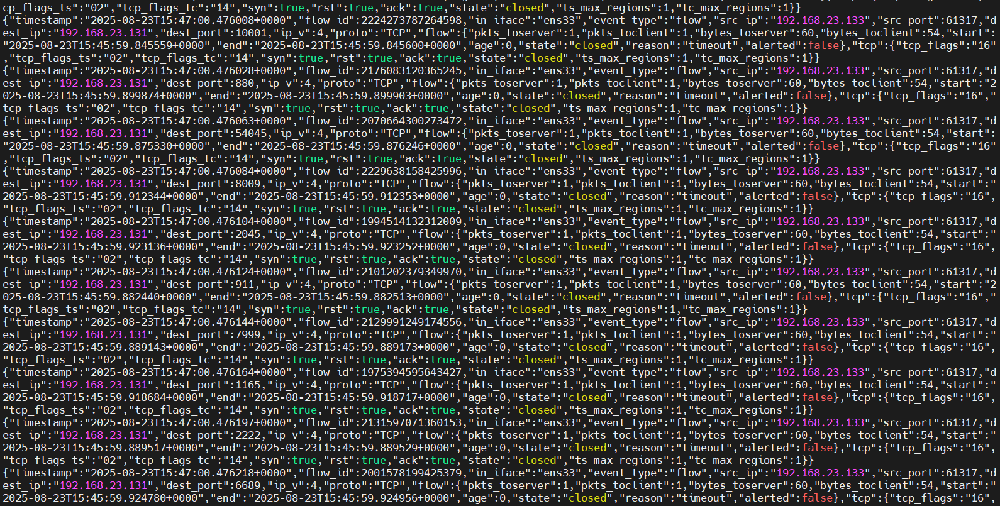 cp_flags_ts":"02","tcp_flags_tc":"14","syn":true,"rst":true,"ack":true,"state":"closed","ts_max_regions":1,"tc_max_regions":1}}
{"timestamp":"2025-08-23T15:47:00.476008+0000","flow_id":2224273787264598,"in_iface":"ens33","event_type":"flow","src_ip":"192.168.23.133","src_port":61317,"d
est_ip":"192.168.23.131","dest_port":10001,"ip_v":4,"proto":"TCP","flow":{"pkts_toserver":1,"pkts_toclient":1,"bytes_toserver":60,"bytes_toclient":54,"start":
"2025-08-23T15:45:59.845559+0000","end":"2025-08-23T15:45:59.845600+0000","age":0,"state":"closed","reason":"timeout","alerted":false},"tcp":{"tcp_flags":"16"
,"tcp_flags_ts":"02","tcp_flags_tc":"14","syn":true,"rst":true,"ack":true,"state":"closed","ts_max_regions":1,"tc_max_regions":1}}
{"timestamp":"2025-08-23T15:47:00.476028+0000","flow_id":2176083120365245,"in_iface":"ens33","event_type":"flow","src_ip":"192.168.23.133","src_port":61317,"d
est_ip":"192.168.23.131","dest_port":880,"ip_v":4,"proto":"TCP","flow":{"pkts_toserver":1,"pkts_toclient":1,"bytes_toserver":60,"bytes_toclient":54,"start":"2
025-08-23T15:45:59.899874+0000","end":"2025-08-23T15:45:59.899903+0000","age":0,"state":"closed","reason":"timeout","alerted":false},"tcp":{"tcp_flags":"16","
tcp_flags_ts":"02","tcp_flags_tc":"14","syn":true,"rst":true,"ack":true,"state":"closed","ts_max_regions":1,"tc_max_regions":1}}
{"timestamp":"2025-08-23T15:47:00.476063+0000","flow_id":2070664300273472,"in_iface":"ens33","event_type":"flow","src_ip":"192.168.23.133","src_port":61317,"d
est_ip":"192.168.23.131","dest_port":54045,"ip_v":4,"proto":"TCP","flow":{"pkts_toserver":1,"pkts_toclient":1,"bytes_toserver":60,"bytes_toclient":54,"start":
"2025-08-23T15:45:59.875330+0000","end":"2025-08-23T15:45:59.876246+0000","age":0,"state":"closed","reason":"timeout","alerted":false},"tcp":{"tcp_flags":"16"
,"tcp_flags_ts":"02","tcp_flags_tc":"14","syn":true,"rst":true,"ack":true,"state":"closed","ts_max_regions":1,"tc_max_regions":1}}
{"timestamp":"2025-08-23T15:47:00.476084+0000","flow_id":2229638158425996,"in_iface":"ens33","event_type":"flow","src_ip":"192.168.23.133","src_port":61317,"d
est_ip":"192.168.23.131","dest_port":8009,"ip_v":4,"proto":"TCP","flow":{"pkts_toserver":1,"pkts_toclient":1,"bytes_toserver":60,"bytes_toclient":54,"start":"
2025-08-23T15:45:59.912344+0000","end":"2025-08-23T15:45:59.912353+0000","age":0,"state":"closed","reason":"timeout","alerted":false},"tcp":{"tcp_flags":"16",
"tcp_flags_ts":"02","tcp_flags_tc":"14","syn":true,"rst":true,"ack":true,"state":"closed","ts_max_regions":1,"tc_max_regions":1}}
{"timestamp":"2025-08-23T15:47:00.476104+0000","flow_id":1994514132312009,"in_iface":"ens33","event_type":"flow","src_ip":"192.168.23.133","src_port":61317,"d
est_ip":"192.168.23.131","dest_port":2045,"ip_v":4,"proto":"TCP","flow":{"pkts_toserver":1,"pkts_toclient":1,"bytes_toserver":60,"bytes_toclient":54,"start":"
2025-08-23T15:45:59.923136+0000","end":"2025-08-23T15:45:59.923252+0000","age":0,"state":"closed","reason":"timeout","alerted":false},"tcp":{"tcp_flags":"16",
"tcp_flags_ts":"02","tcp_flags_tc":"14","syn":true,"rst":true,"ack":true,"state":"closed","ts_max_regions":1,"tc_max_regions":1}}
{"timestamp":"2025-08-23T15:47:00.476124+0000","flow_id":2101202379349970,"in_iface":"ens33","event_type":"flow","src_ip":"192.168.23.133","src_port":61317,"d
est_ip":"192.168.23.131","dest_port":911,"ip_v":4,"proto":"TCP","flow":{"pkts_toserver":1,"pkts_toclient":1,"bytes_toserver":60,"bytes_toclient":54,"start":"2
025-08-23T15:45:59.882440+0000","end":"2025-08-23T15:45:59.882513+0000","age":0,"state":"closed","reason":"timeout","alerted":false},"tcp":{"tcp_flags":"16","
tcp_flags_ts":"02","tcp_flags_tc":"14","syn":true,"rst":true,"ack":true,"state":"closed","ts_max_regions":1,"tc_max_regions":1}}
{"timestamp":"2025-08-23T15:47:00.476144+0000","flow_id":2129991249174556,"in_iface":"ens33","event_type":"flow","src_ip":"192.168.23.133","src_port":61317,"d
est_ip":"192.168.23.131","dest_port":7999,"ip_v":4,"proto":"TCP","flow":{"pkts_toserver":1,"pkts_toclient":1,"bytes_toserver":60,"bytes_toclient":54,"start":"
2025-08-23T15:45:59.889143+0000","end":"2025-08-23T15:45:59.889173+0000","age":0,"state":"closed","reason":"timeout","alerted":false},"tcp":{"tcp_flags":"16",
"tcp_flags_ts":"02","tcp_flags_tc":"14","syn":true,"rst":true,"ack":true,"state":"closed","ts_max_regions":1,"tc_max_regions":1}}
{"timestamp":"2025-08-23T15:47:00.476164+0000","flow_id":1975394595643427,"in_iface":"ens33","event_type":"flow","src_ip":"192.168.23.133","src_port":61317,"d
est_ip":"192.168.23.131","dest_port":1165,"ip_v":4,"proto":"TCP","flow":{"pkts_toserver":1,"pkts_toclient":1,"bytes_toserver":60,"bytes_toclient":54,"start":"
2025-08-23T15:45:59.918684+0000","end":"2025-08-23T15:45:59.918717+0000","age":0,"state":"closed","reason":"timeout","alerted":false},"tcp":{"tcp_flags":"16",
"tcp_flags_ts":"02","tcp_flags_tc":"14","syn":true,"rst":true,"ack":true,"state":"closed","ts_max_regions":1,"tc_max_regions":1}}
{"timestamp":"2025-08-23T15:47:00.476197+0000","flow_id":2131597071360153,"in_iface":"ens33","event_type":"flow","src_ip":"192.168.23.133","src_port":61317,"d
est_ip":"192.168.23.131","dest_port":2222,"ip_v":4,"proto":"TCP","flow":{"pkts_toserver":1,"pkts_toclient":1,"bytes_toserver":60,"bytes_toclient":54,"start":"
2025-08-23T15:45:59.889517+0000","end":"2025-08-23T15:45:59.889529+0000","age":0,"state":"closed","reason":"timeout","alerted":false},"tcp":{"tcp_flags":"16",
"tcp_flags_ts":"02","tcp_flags_tc":"14","syn":true,"rst":true,"ack":true,"state":"closed","ts_max_regions":1,"tc_max_regions":1}}
{"timestamp":"2025-08-23T15:47:00.476218+0000","flow_id":2001578199425379,"in_iface":"ens33","event_type":"flow","src_ip":"192.168.23.133","src_port":61317,"d
est_ip":"192.168.23.131","dest_port":6689,"ip_v":4,"proto":"TCP","flow":{"pkts_toserver":1,"pkts_toclient":1,"bytes_toserver":60,"bytes_toclient":54,"start":"
2025-08-23T15:45:59.924780+0000","end":"2025-08-23T15:45:59.924956+0000","age":0,"state":"closed","reason":"timeout","alerted":false},"tcp":{"tcp_flags":"16",